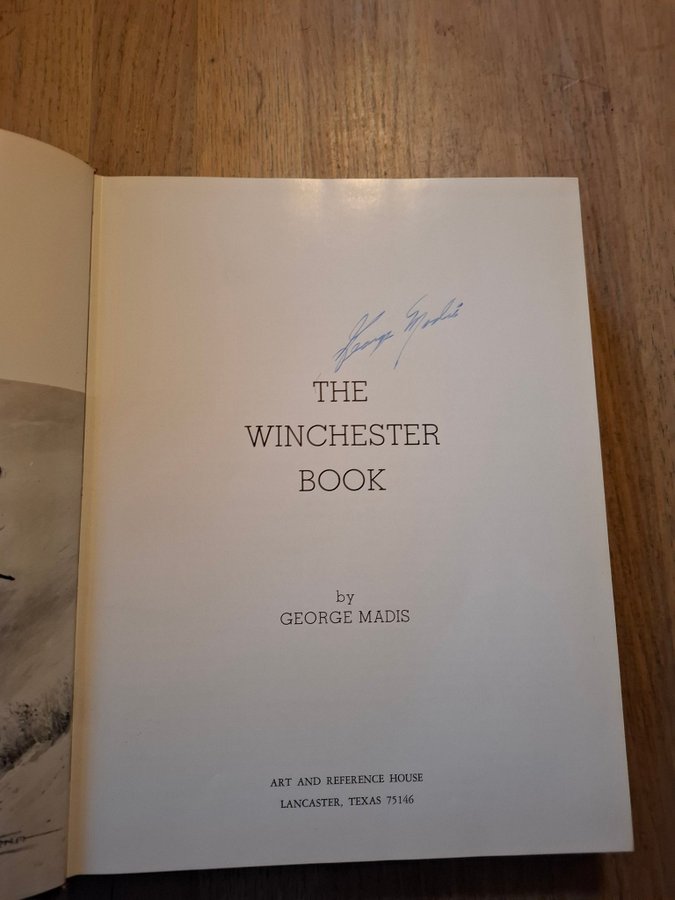 George Madis
THE
WINCHESTER
BOOK
by
GEORGE MADIS
ART AND REFERENCE HOUSE
LANCASTER, TEXAS 75146